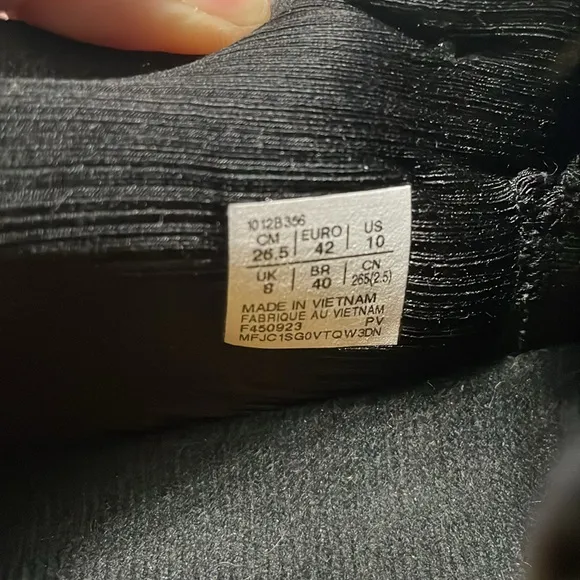 1012B356
CM EURO US
26.5 42 10
UK BR CN
8 40 265(2.5)
MADE IN VIETNAM
FABRIQUE AU VIETNAM
F450923 PV
MFJC1SG0VTQW3DN